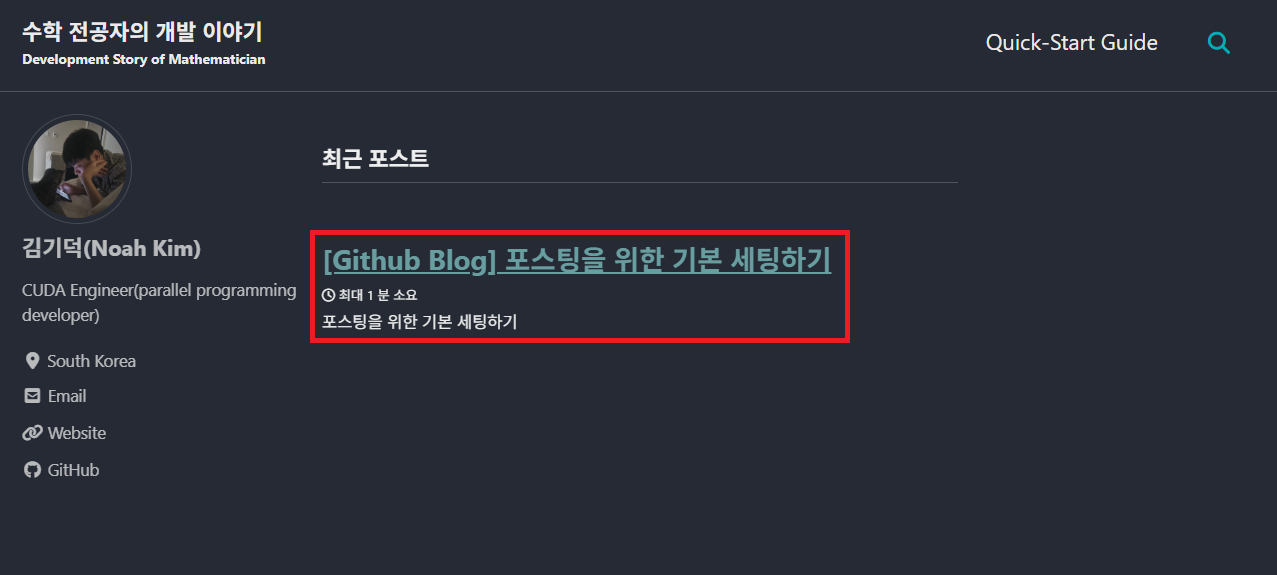 수학 전공자의 개발 이야기
Development Story of Mathematician
Quick-Start Guide
김기덕(Noah Kim)
CUDA Engineer(parallel programming
developer)
South Korea
Email
Website
GitHub
최근 포스트
[Github Blog] 포스팅을 위한 기본 세팅하기
최대 1 분 소요
포스팅을 위한 기본 세팅하기